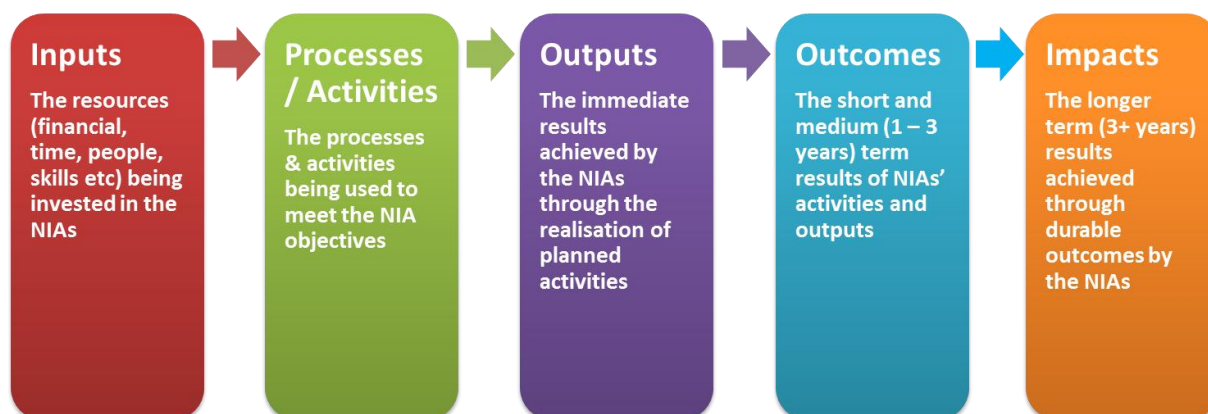 Inputs
The resources
(financial,
time, people,
skills etc) being
invested in the
NIAs
Processes
/ Activities
The processes
& activities
being used to
meet the NIA
objectives
Outputs
The immediate
results
achieved by
the NIAs
through the
realisation of
planned
activities
Outcomes
The short and
medium (1 – 3
years) term
results of NIAs’
activities and
outputs
Impacts
The longer
term (3+ years)
results
achieved
through
durable
outcomes by
the NIAs